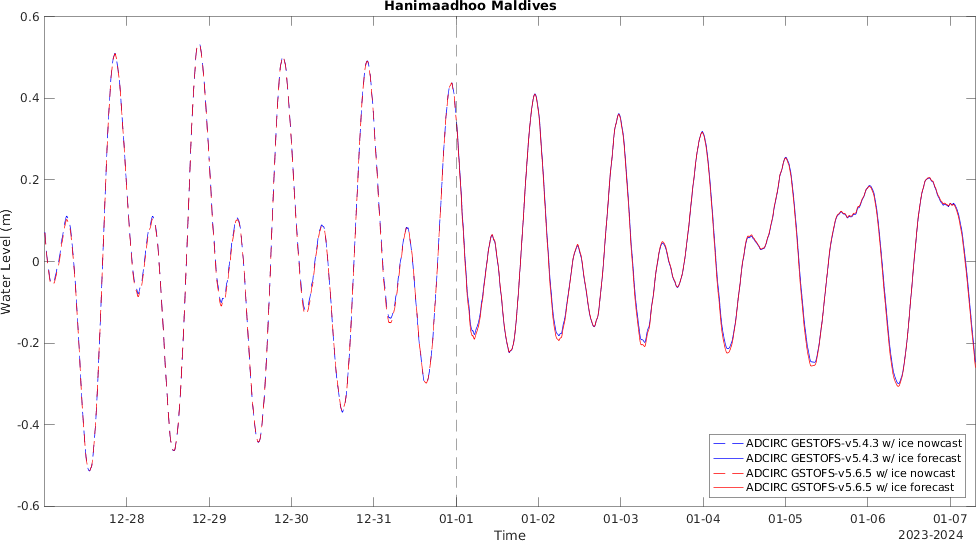 Hanimaadhoo Maldives
0.6
0.4
0.2
0
-0.2
-0.4
-0.6
Water Level (m)
12-28 12-29 12-30 12-31 01-01 01-02 01-03 01-04 01-05 01-06 01-07
Time
2023-2024
ADCIRC GESTOFS-v5.4.3 w/ ice nowcast
ADCIRC GESTOFS-v5.4.3 w/ ice forecast
ADCIRC GSTOFS-v5.6.5 w/ ice nowcast
ADCIRC GSTOFS-v5.6.5 w/ ice forecast